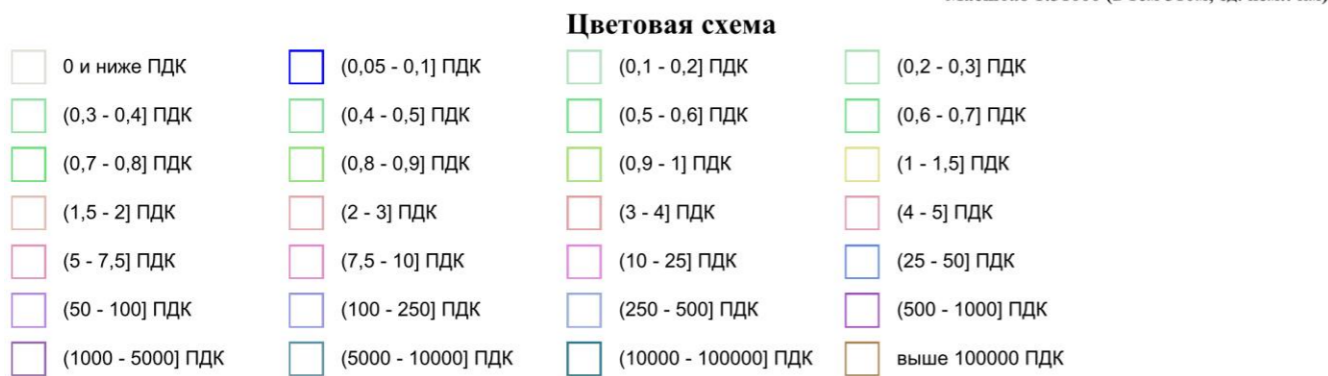 Цветовая схема
0 и ниже ПДК (0,05 - 0,1] ПДК (0,1 - 0,2] ПДК (0,2 - 0,3] ПДК
(0,3 - 0,4] ПДК (0,4 - 0,5] ПДК (0,5 - 0,6] ПДК (0,6 - 0,7] ПДК
(0,7 - 0,8] ПДК (0,8 - 0,9] ПДК (0,9 - 1] ПДК (1 - 1,5] ПДК
(1,5 - 2] ПДК (2 - 3] ПДК (3 - 4] ПДК (4 - 5] ПДК
(5 - 7,5] ПДК (7,5 - 10] ПДК (10 - 25] ПДК (25 - 50] ПДК
(50 - 100] ПДК (100 - 250] ПДК (250 - 500] ПДК (500 - 1000] ПДК
(1000 - 5000] ПДК (5000 - 10000] ПДК (10000 - 100000] ПДК выше 100000 ПДК